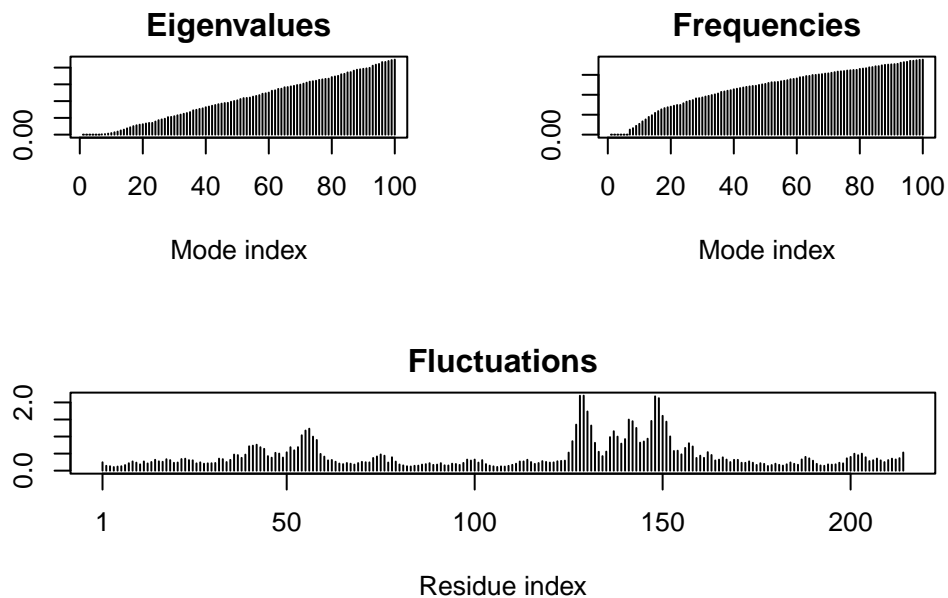 Eigenvalues
0.00
0 20 40 60 80 100
Mode index
Frequencies
0.00
0 20 40 60 80 100
Mode index
Fluctuations
2.0
0.0
1 50 100 150 200
Residue index